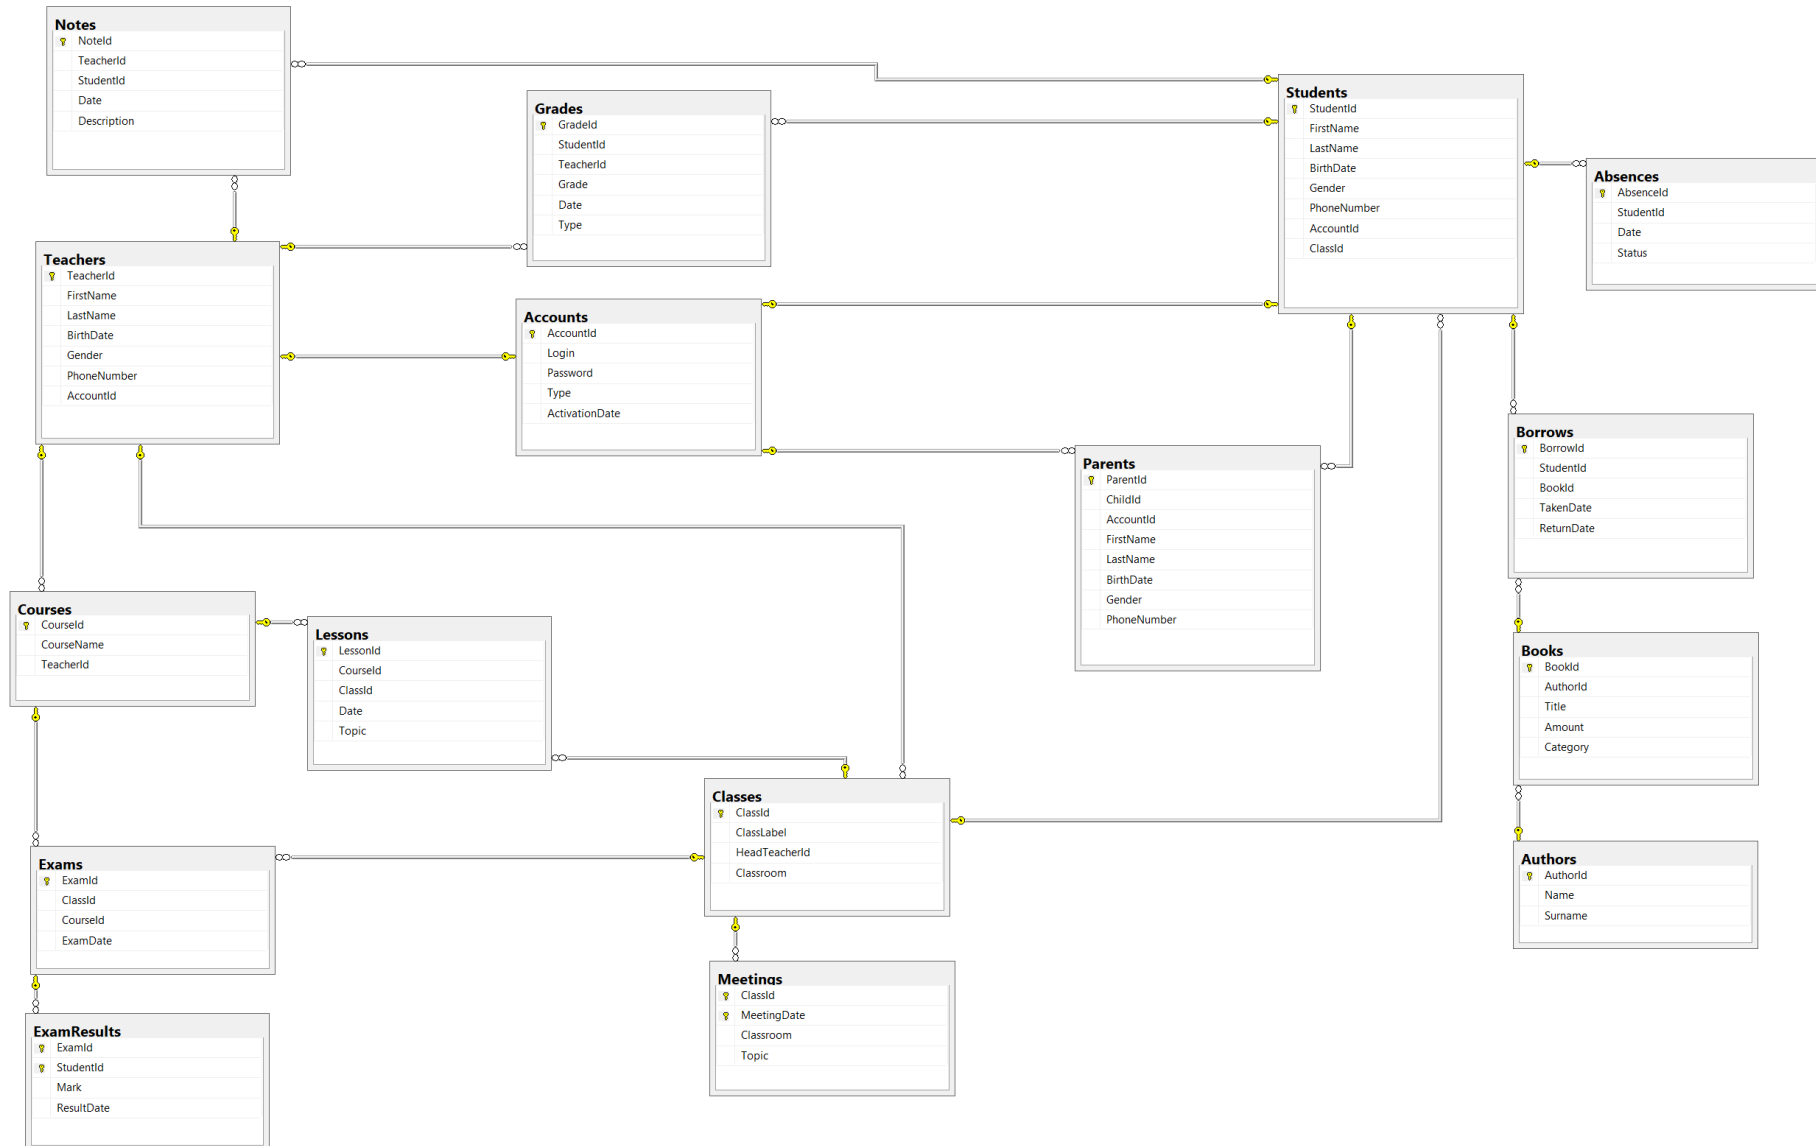 Notes
NoteId
TeacherId
StudentId
Date
Description
Grades
GradeId
StudentId
TeacherId
Grade
Date
Type
Students
StudentId
FirstName
LastName
BirthDate
Gender
PhoneNumber
AccountId
ClassId
Absences
AbsenceId
StudentId
Date
Status
Teachers
TeacherId
FirstName
LastName
BirthDate
Gender
PhoneNumber
AccountId
Accounts
AccountId
Login
Password
Type
ActivationDate
Parents
ParentId
ChildId
AccountId
FirstName
LastName
BirthDate
Gender
PhoneNumber
Borrows
BorrowId
StudentId
BookId
TakenDate
ReturnDate
Courses
CourseId
CourseName
TeacherId
Lessons
LessonId
CourseId
ClassId
Date
Topic
Books
BookId
AuthorId
Title
Amount
Category
Classes
ClassId
ClassLabel
HeadTeacherId
Classroom
Exams
ExamId
ClassId
CourseId
ExamDate
Authors
AuthorId
Name
Surname
Meetings
ClassId
MeetingDate
Classroom
Topic
ExamResults
ExamId
StudentId
Mark
ResultDate